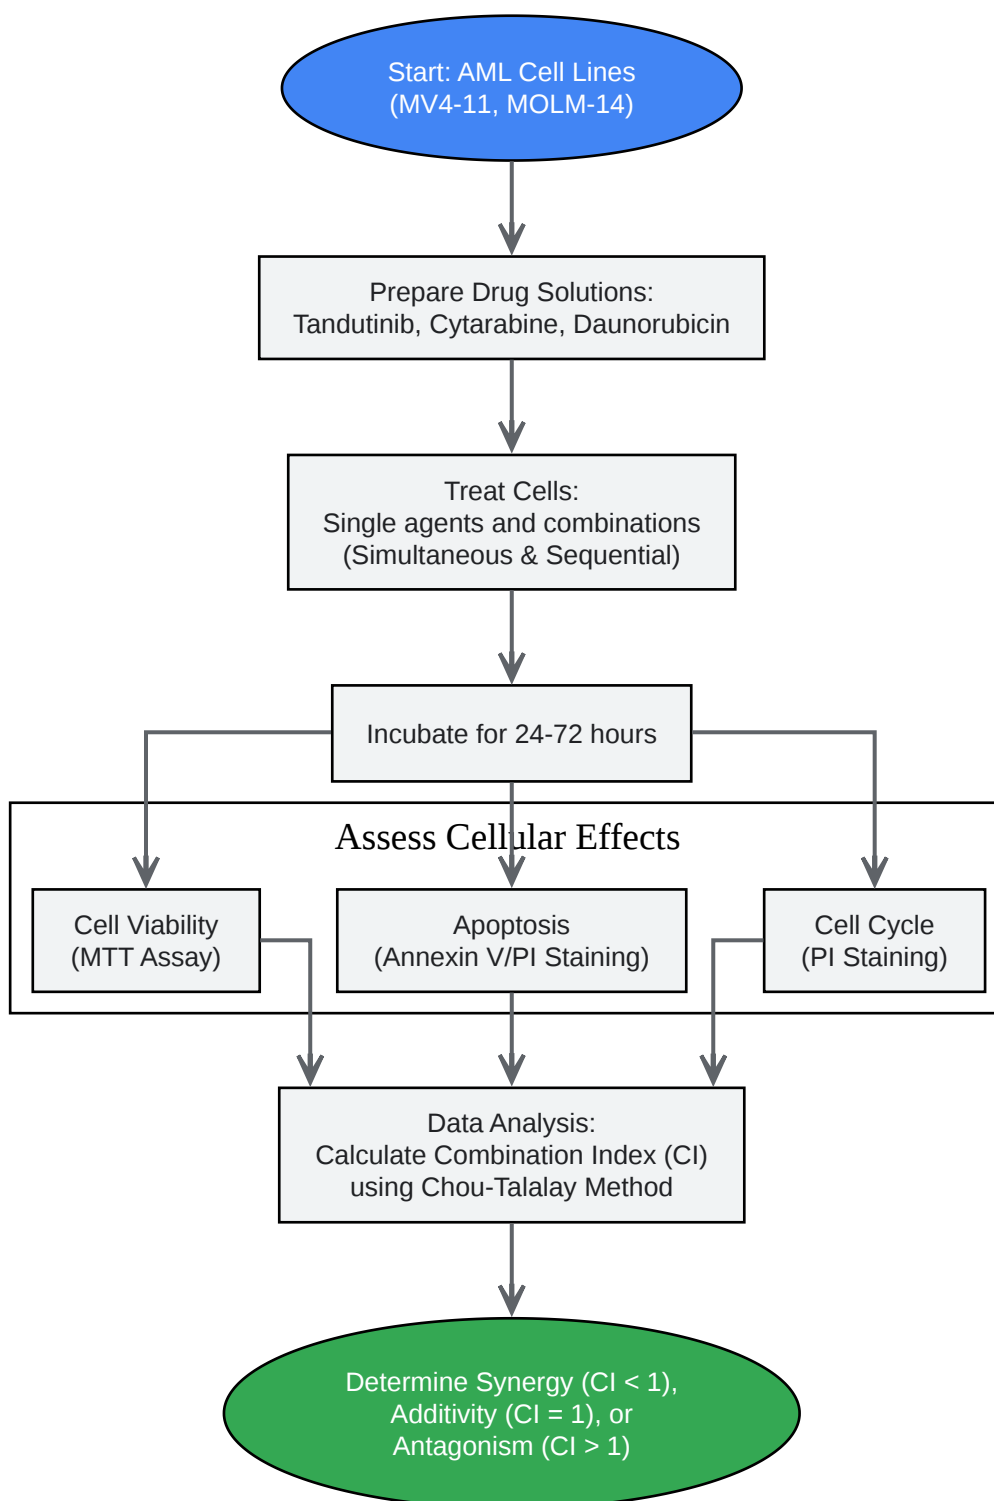 Start: AML Cell Lines
(MV4-11, MOLM-14)
Prepare Drug Solutions:
Tandutinib, Cytarabine, Daunorubicin
Treat Cells:
Single agents and combinations
(Simultaneous & Sequential)
Incubate for 24-72 hours
Assess Cellular Effects
Cell Viability
(MTT Assay)
Apoptosis
(Annexin V/PI Staining)
Cell Cycle
(PI Staining)
Data Analysis:
Calculate Combination Index (CI)
using Chou-Talalay Method
Determine Synergy (CI < 1),
Additivity (CI = 1), or
Antagonism (CI > 1)